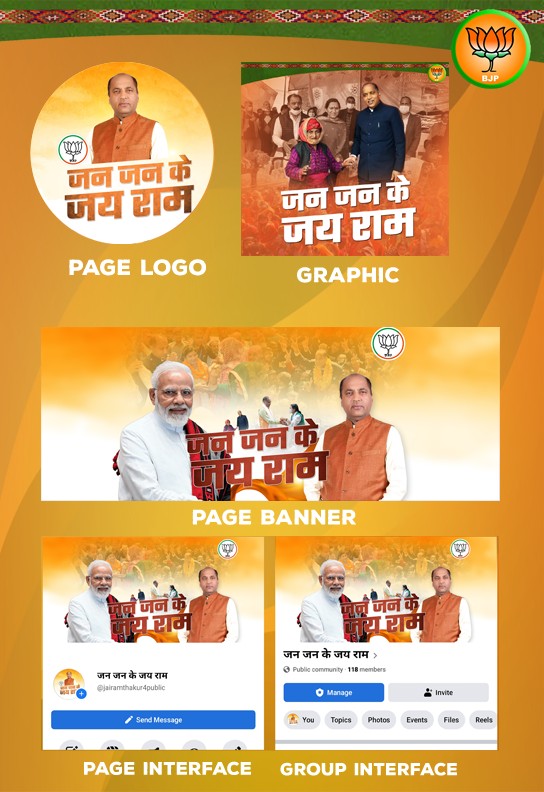 BJP
जन जन के
जय राम
PAGE LOGO
जन जन के
जय राम
GRAPHIC
जन जन के
जय राम
PAGE BANNER
जन जन के
जय राम
जन जन के जय राम
@jairamthakur4public
Send Message
PAGE INTERFACE
जन जन के
जय राम
जन जन के जय राम >
Public community · 118 members
Manage
Invite
You
Topics
Photos
Events
Files
Reels
GROUP INTERFACE